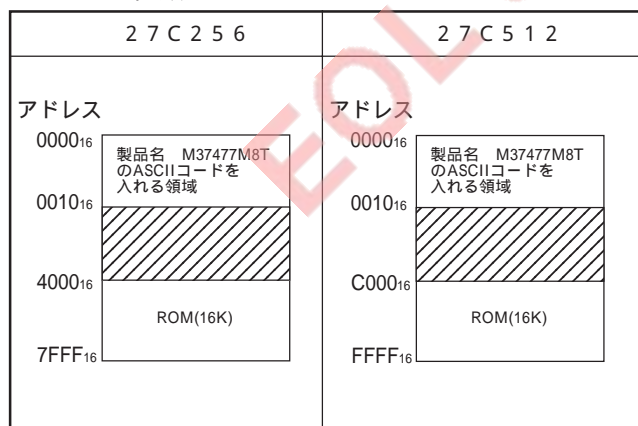 27C256
アドレス
0000₁₆
製品名 M37477M8T
のASCIIコードを
入れる領域
0010₁₆
4000₁₆
ROM(16K)
7FFF₁₆
27C512
アドレス
0000₁₆
製品名 M37477M8T
のASCIIコードを
入れる領域
0010₁₆
C000₁₆
ROM(16K)
FFFF₁₆
EOL